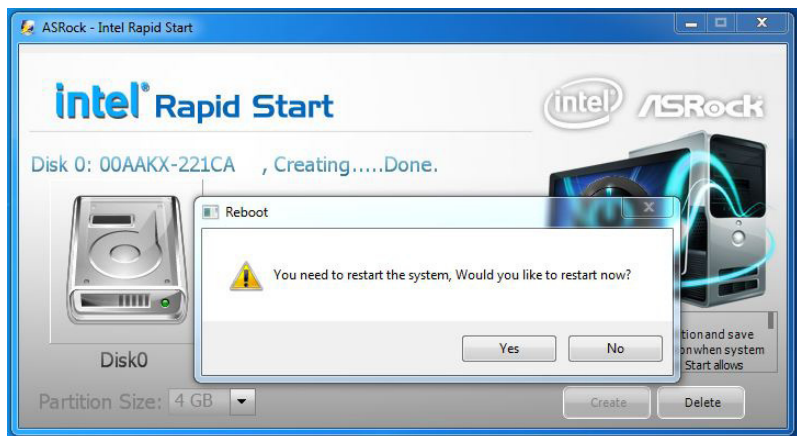 ASRock - Intel Rapid Start
intel® Rapid Start
intel ASRock
Disk 0: 00AAKX-221CA , Creating.....Done.
Reboot
You need to restart the system, Would you like to restart now?
Yes No
tion and save
on when system
Start allows
Disk0
Partition Size: 4 GB
Create Delete